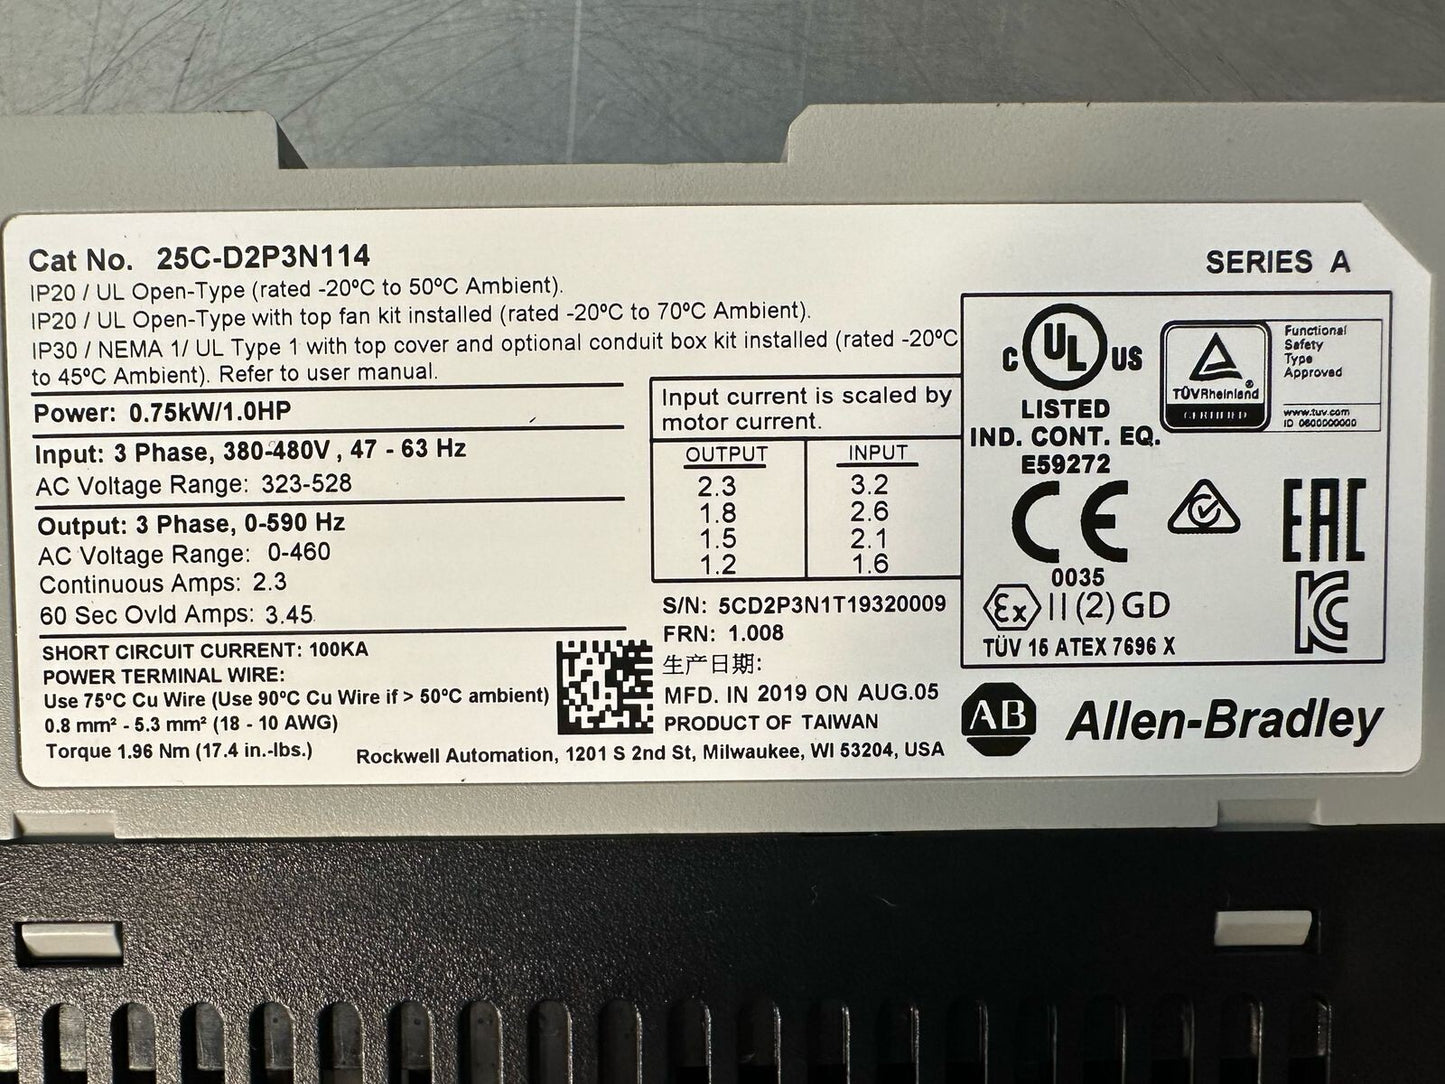 Cat No. 25C-D2P3N114
SERIES A
IP20 / UL Open-Type (rated -20ºC to 50ºC Ambient).
IP20 / UL Open-Type with top fan kit installed (rated -20ºC to 70ºC Ambient).
IP30 / NEMA 1/ UL Type 1 with top cover and optional conduit box kit installed (rated -20ºC
to 45ºC Ambient). Refer to user manual.
Power: 0.75kW/1.0HP
Input: 3 Phase, 380-480V , 47 - 63 Hz
AC Voltage Range: 323-528
Output: 3 Phase, 0-590 Hz
AC Voltage Range: 0-460
Continuous Amps: 2.3
60 Sec Ovld Amps: 3.45
SHORT CIRCUIT CURRENT: 100KA
POWER TERMINAL WIRE:
Use 75ºC Cu Wire (Use 90ºC Cu Wire if > 50ºC ambient)
0.8 mm² - 5.3 mm² (18 - 10 AWG)
Torque 1.96 Nm (17.4 in.-lbs.)
Input current is scaled by
motor current.
OUTPUT INPUT
2.3 3.2
1.8 2.6
1.5 2.1
1.2 1.6
S/N: 5CD2P3N1T19320009
FRN: 1.008
生产日期:
MFD. IN 2019 ON AUG.05
PRODUCT OF TAIWAN
Rockwell Automation, 1201 S 2nd St, Milwaukee, WI 53204, USA
C UL US
LISTED
IND. CONT. EQ.
E59272
TÜVRheinland®
CERTIFIED
Functional
Safety
Type
Approved
www.tuv.com
ID 0600000000
CE
0035
EAC
Ex II (2) GD
TÜV 15 ATEX 7696 X
KC
AB Allen-Bradley